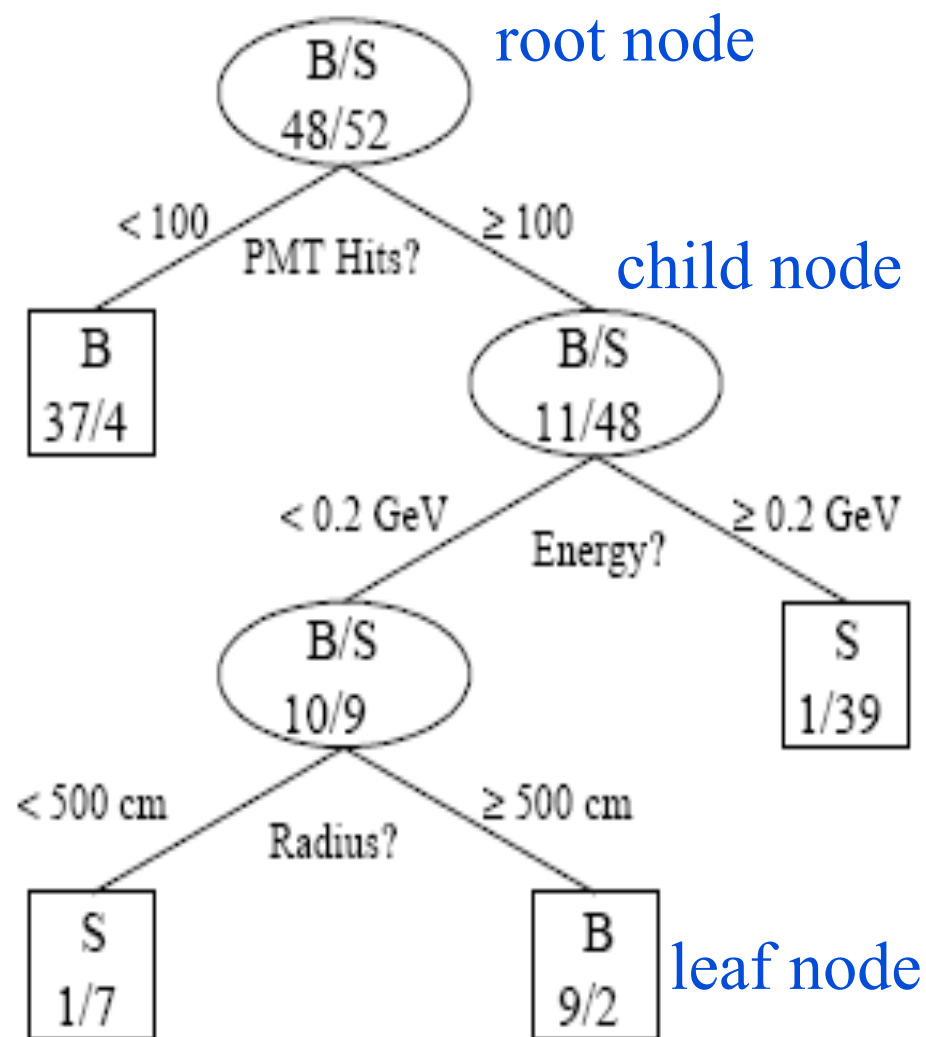 B/S
root node
48/52
< 100
≥ 100
PMT Hits?
child node
B
37/4
B/S
11/48
< 0.2 GeV
≥ 0.2 GeV
Energy?
B/S
10/9
S
1/39
< 500 cm
≥ 500 cm
Radius?
S
1/7
B
9/2
leaf node